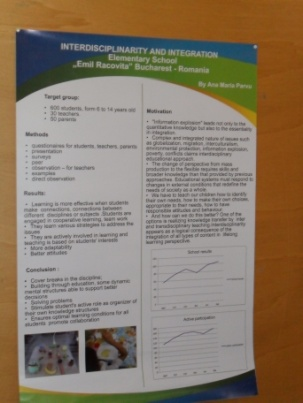 INTERDISCIPLINARITY AND INTEGRATION
Elementary School
„Emil Racovita" Bucharest - Romania
By Ana Maria
Target group:
• 600 students, form 6 to 14 years old
• 30 teachers
• 90 parents
Methods
• questionaries for students, teachers, parents
• presentation
• surveys
• observation – for teachers
• examples
• direct observation
Results:
• Learning is more effective when students
make connections, connections between
different disciplines or subjects. Students are
engaged in cooperative learning, team work
• They learn various strategies to address the
issues
• They are actively involved in learning and
teaching is based on students' interests
• More adaptability
• Better attitudes
Conclusion :
• Cover breaks in the discipline;
• Building through education, some dynamic
mental structures able to support better
decisions
• Solving problems;
• Stimulate student's active role as organizer of
their own knowledge structures
• Ensures optimal learning conditions for all
students promote collaboration
Motivation
• "Information explosion" leads not only to the
quantitative knowledge but also to the essentiality
in integration.
• Complex and integrated nature of issues such
as globalization, migration, interculturalism,
environmental protection, information explosion,
poverty, conflicts claims interdisciplinary
educational approach
• The change of perspective from mass
production to the flexible requires skills and
broader knowledge than that provided by previous
approaches. Educational systems must respond to
changes in external conditions that redefine the
needs of society as a whole.
• We have to teach our children how to identify
their own needs, how to make their own choices,
appropriate to their needs, how to have
responsible attitudes and behaviour.
• And how can we do the better? One of the
options is realizing knowledge transfer by inter
and transdisciplinary teaching
as a logical consequence of the
integration of all types of content in lifelong
learning perspective.
School results
Active participation